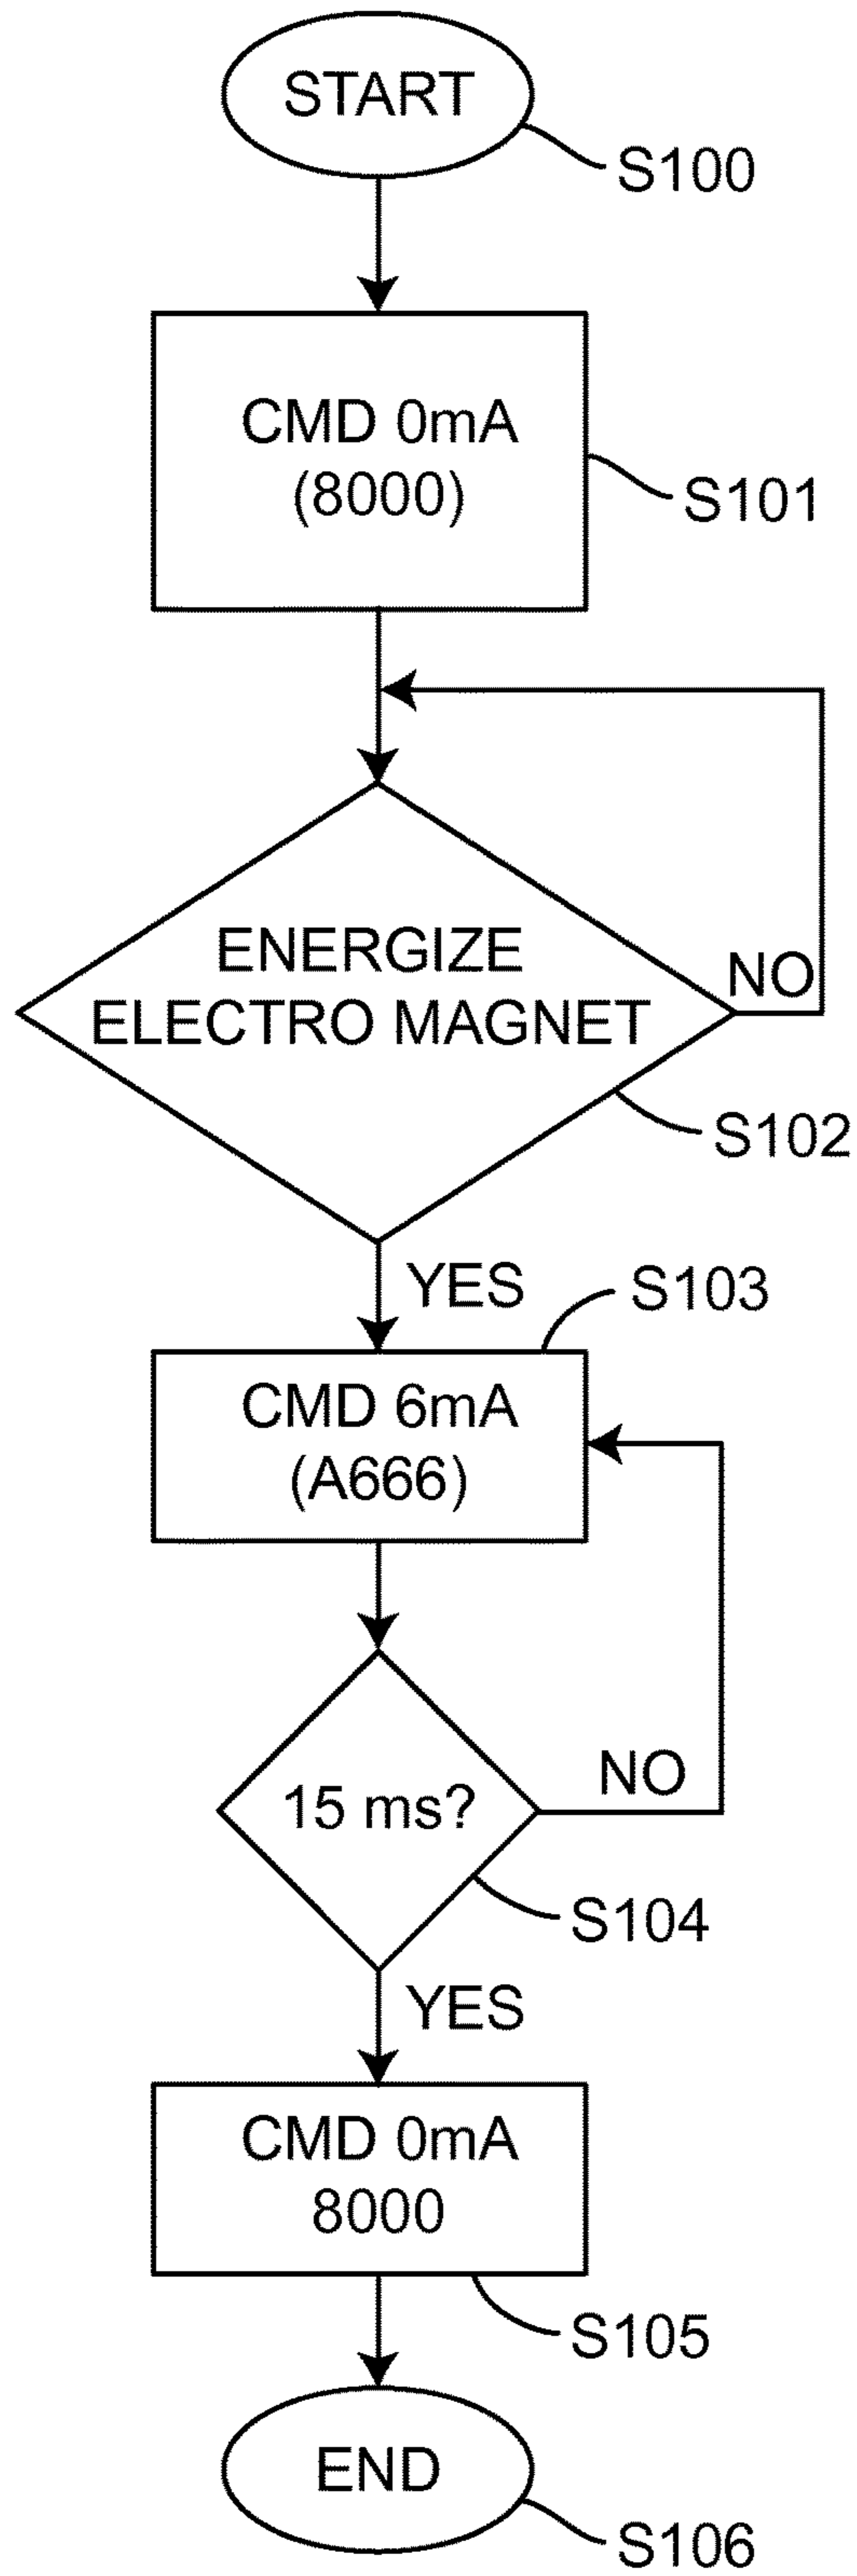 START
S100
CMD 0mA
(8000)
S101
ENERGIZE
ELECTRO MAGNET
NO
S102
YES
S103
CMD 6mA
(A666)
15 ms?
NO
S104
YES
CMD 0mA
8000
S105
END
S106